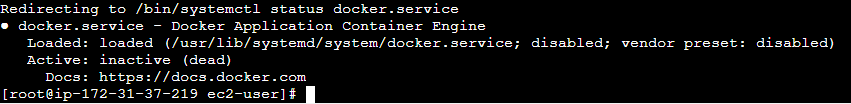 Redirecting to /bin/systemctl status docker.service
● docker.service - Docker Application Container Engine
Loaded: loaded (/usr/lib/systemd/system/docker.service; disabled; vendor preset: disabled)
Active: inactive (dead)
Docs: https://docs.docker.com
[root@ip-172-31-37-219 ec2-user]#